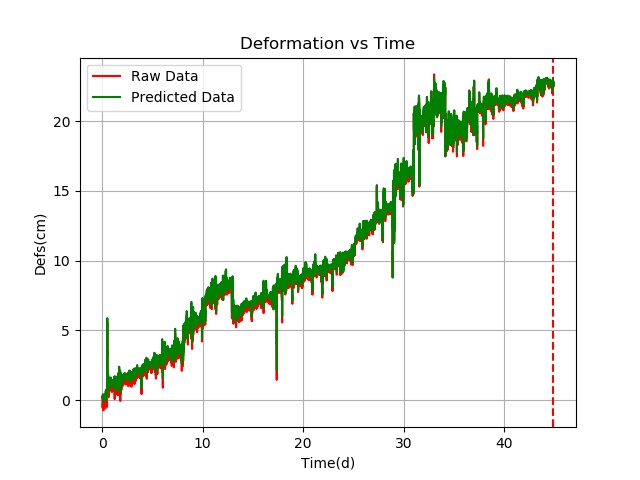 Deformation vs Time
Raw Data
Predicted Data
Defs(cm)
20
15
10
5
0
0 10 20 30 40
Time(d)